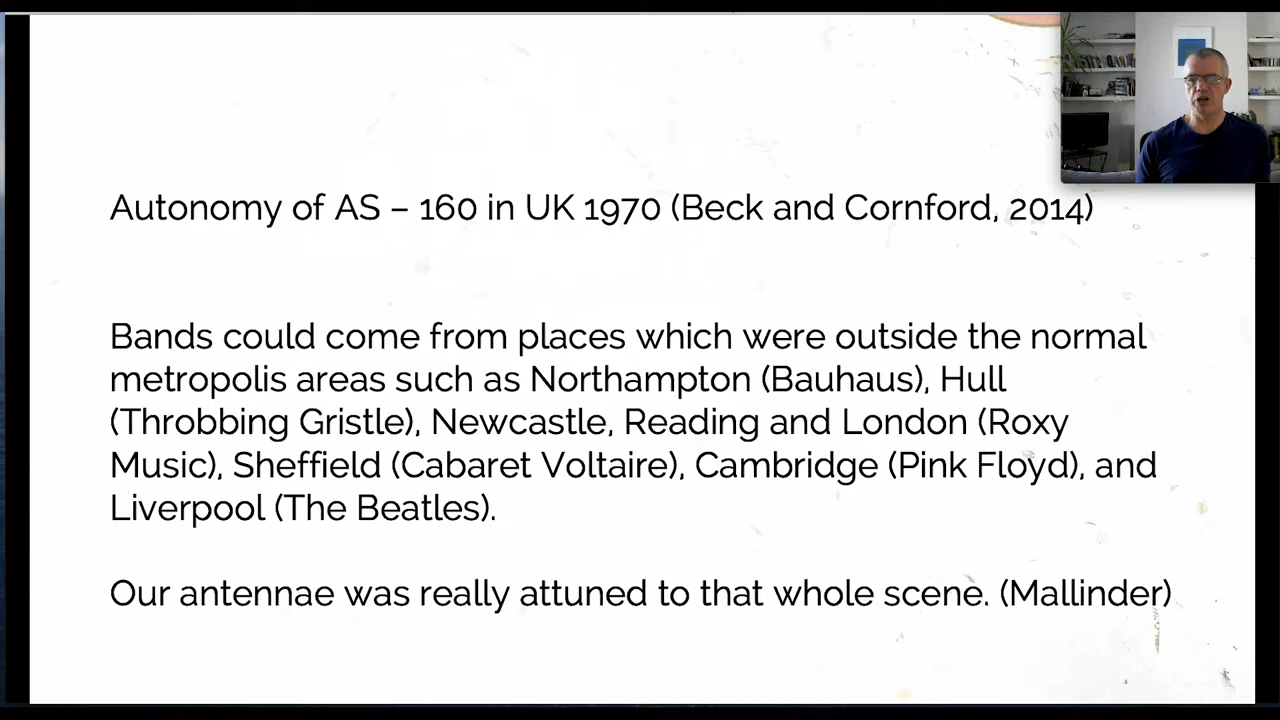 Autonomy of AS – 160 in UK 1970 (Beck and Cornford, 2014)
Bands could come from places which were outside the normal
metropolis areas such as Northampton (Bauhaus), Hull
(Throbbing Gristle), Newcastle, Reading and London (Roxy
Music), Sheffield (Cabaret Voltaire), Cambridge (Pink Floyd), and
Liverpool (The Beatles).
Our antennae was really attuned to that whole scene. (Mallinder)